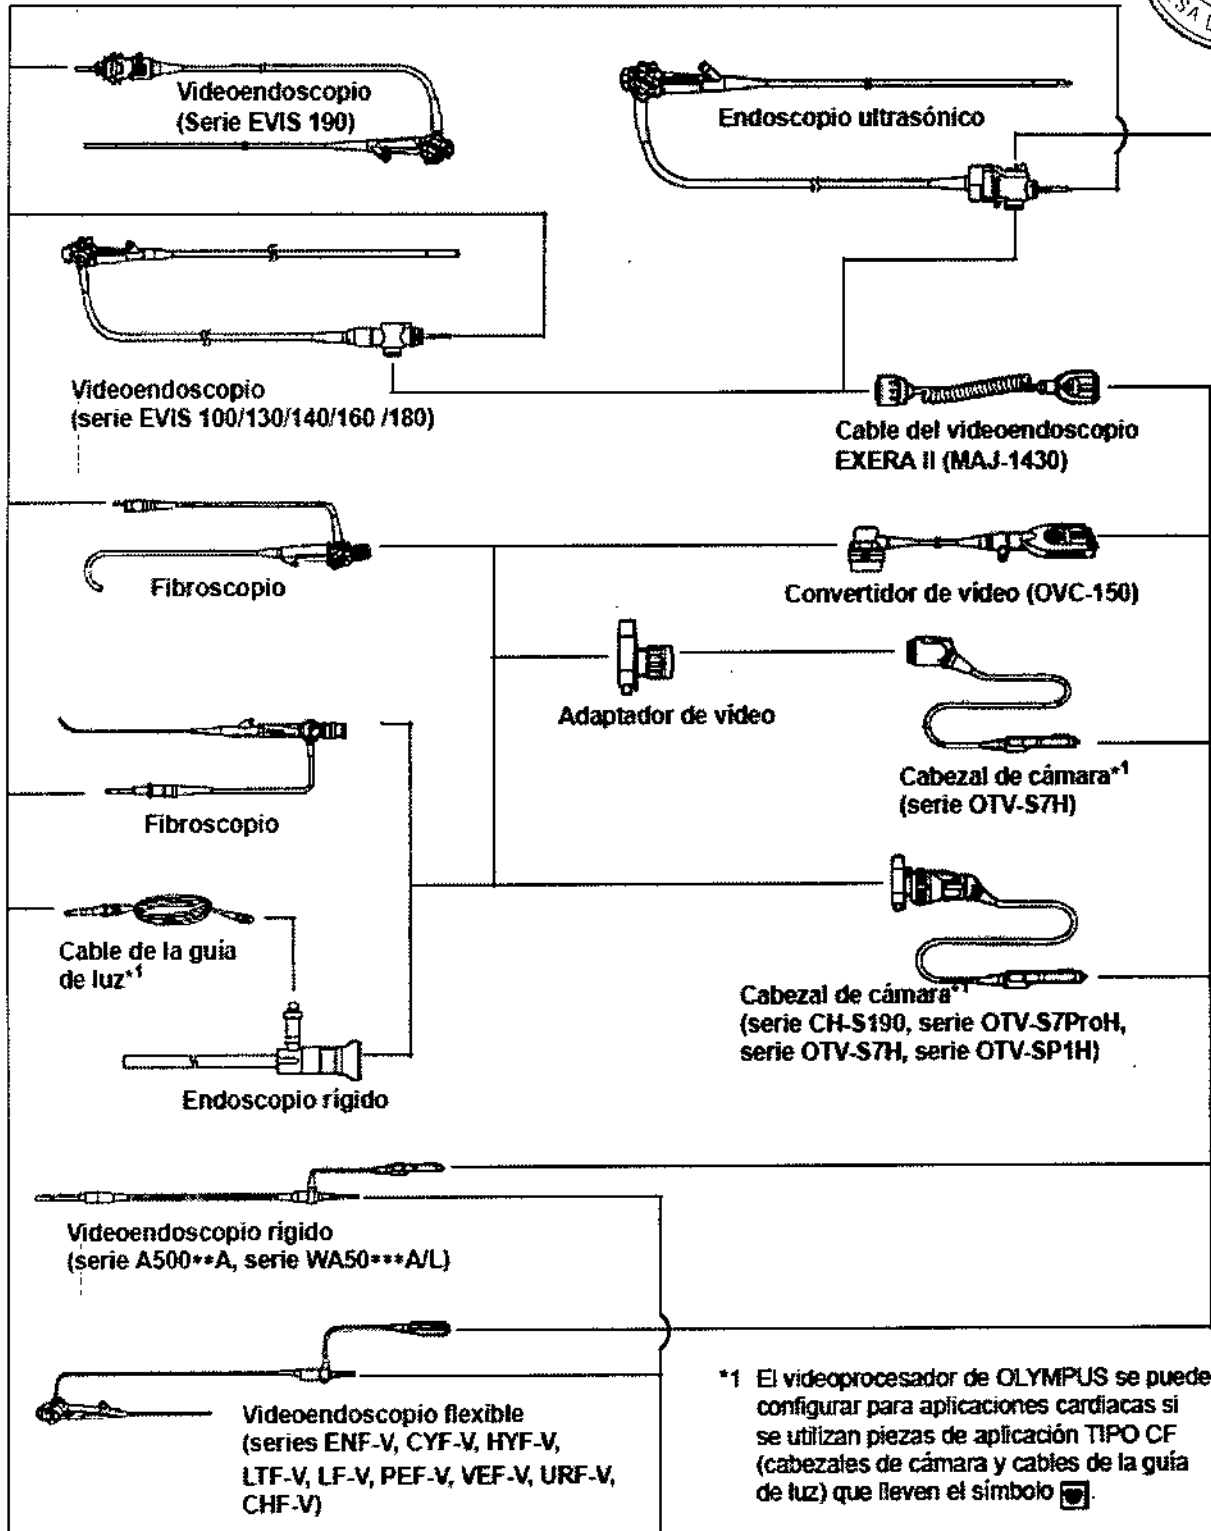 Videoendoscopio
(Serie EVIS 190)
Endoscopio ultrasónico
Videoendoscopio
(serie EVIS 100/130/140/160 /180)
Cable del videoendoscopio
EXERA II (MAJ-1430)
Fibroscopio
Convertidor de vídeo (OVC-150)
Adaptador de vídeo
Cabezal de cámara*1
(serie OTV-S7H)
Fibroscopio
Cable de la guía
de luz*1
Cabezal de cámara*1
(serie CH-S190, serie OTV-S7ProH,
serie OTV-S7H, serie OTV-SP1H)
Endoscopio rígido
Videoendoscopio rígido
(serie A500**A, serie WA50***A/L)
Videoendoscopio flexible
(series ENF-V, CYF-V, HYF-V,
LTF-V, LF-V, PEF-V, VEF-V, URF-V,
CHF-V)
*1 El videoprocesador de OLYMPUS se puede
configurar para aplicaciones cardiacas si
se utilizan piezas de aplicación TIPO CF
(cabezales de cámara y cables de la guía
de luz) que lleven el símbolo .